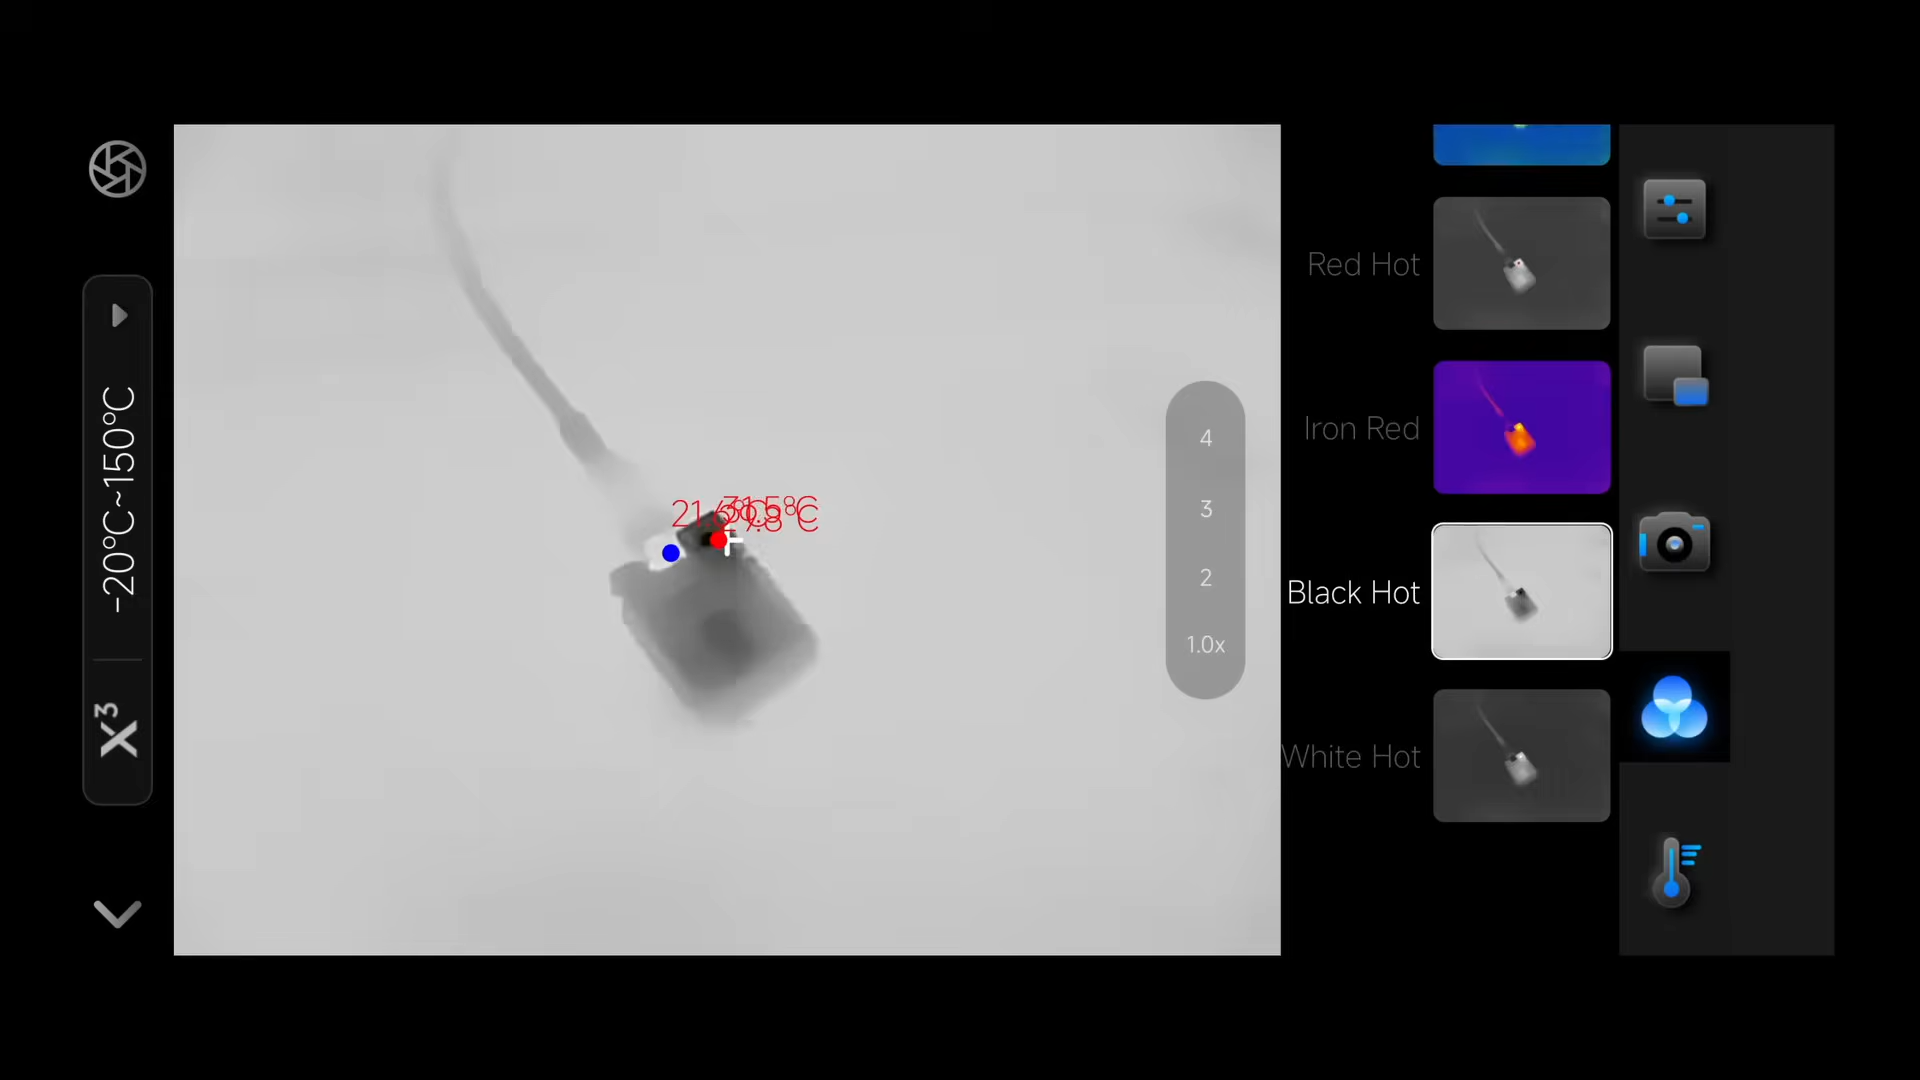 -20°C~150°C
X³
4
3
2
1.0x
Red Hot
Iron Red
Black Hot
White Hot